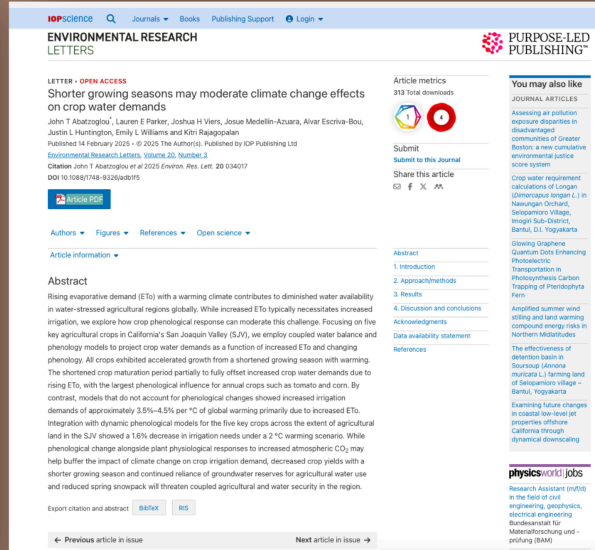 IOPscience Journals Books Publishing Support Login
ENVIRONMENTAL RESEARCH
LETTERS
PURPOSE-LED
PUBLISHING™
LETTER • OPEN ACCESS
Shorter growing seasons may moderate climate change effects
on crop water demands
John T Abatzoglou*, Lauren E Parker, Joshua H Viers, Josue Medellín-Azuara, Alvar Escriva-Bou,
Justin L Huntington, Emily L Williams and Kitri Rajagopalan
Published 14 February 2025 • © 2025 The Author(s). Published by IOP Publishing Ltd
Environmental Research Letters, Volume 20, Number 3
Citation John T Abatzoglou et al 2025 Environ. Res. Lett. 20 034017
DOI 10.1088/1748-9326/adb1f5
Article PDF
Authors Figures References Open science
Article information
Abstract
Rising evaporative demand (ETo) with a warming climate contributes to diminished water availability
in water-stressed agricultural regions globally. While increased ETo typically necessitates increased
irrigation, we explore how crop phenological response can moderate this challenge. Focusing on five
key agricultural crops in California's San Joaquin Valley (SJV), we employ coupled water balance and
phenology models to project crop water demands as a function of increased ETo and changing
phenology. All crops exhibited accelerated growth from a shortened growing season with warming.
The shortened crop maturation period partially to fully offset increased crop water demands due to
rising ETo, with the largest phenological influence for annual crops such as tomato and corn. By
contrast, models that do not account for phenological changes showed increased irrigation
demands of approximately 3.5%–4.5% per °C of global warming primarily due to increased ETo.
Integration with dynamic phenological models for the five key crops across the extent of agricultural
land in the SJV showed a 1.6% decrease in irrigation needs under a 2 °C warming scenario. While
phenological change alongside plant physiological responses to increased atmospheric CO2 may
help buffer the impact of climate change on crop irrigation demand, decreased crop yields with a
shorter growing season and continued reliance of groundwater reserves for agricultural water use
and reduced spring snowpack will threaten coupled agricultural and water security in the region.
Export citation and abstract BibTeX RIS
← Previous article in issue
Next article in issue →
Article metrics
313 Total downloads
1
4
Submit
Submit to this Journal
Share this article
Abstract
1. Introduction
2. Approach/methods
3. Results
4. Discussion and conclusions
Acknowledgments
Data availability statement
References
You may also like
JOURNAL ARTICLES
Assessing air pollution
exposure disparities in
disadvantaged
communities of Greater
Boston: a new cumulative
environmental justice
score system
Crop water requirement
calculations of Longan
(Dimocarpus longan L.) in
Nawungan Orchard,
Selopamioro Village,
Imogiri Sub-District,
Bantul, D.I. Yogyakarta
Glowing Graphene
Quantum Dots Enhancing
Photoelectric
Transportation in
Photosynthesis Carbon
Trapping of Pteridophyta
Fern
Amplified summer wind
stilling and land warming
compound energy risks in
Northern Midlatitudes
The effectiveness of
detention basin in
Soursoup (Annona
muricata L.) farming land
of Selopamioro village –
Bantul, Yogyakarta
Examining future changes
in coastal low-level jet
properties offshore
California through
dynamical downscaling
physicsworld jobs
Research Assistant (m/f/d)
in the field of civil
engineering, geophysics,
electrical engineering
Bundesanstalt für
Materialforschung und -
prüfung (BAM)